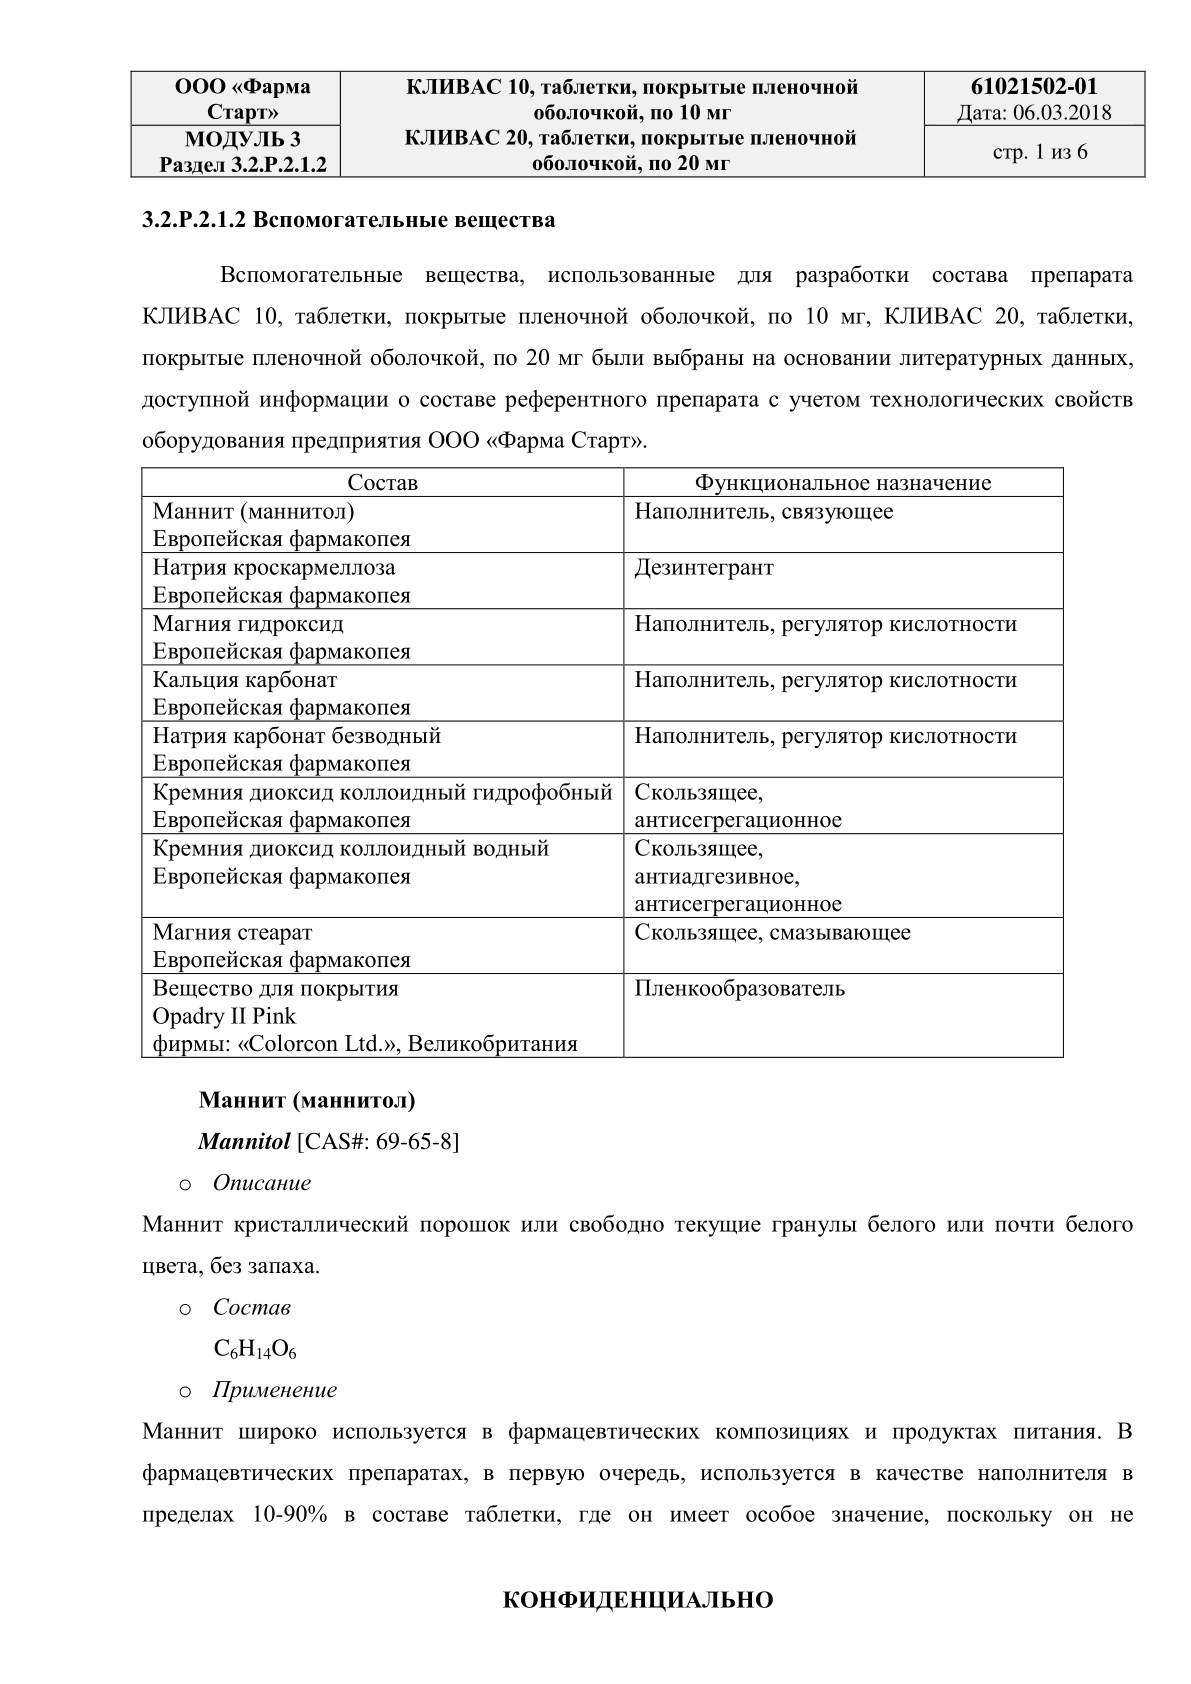 ООО «Фарма
Старт»
МОДУЛЬ 3
Раздел 3.2.Р.2.1.2
КЛИВАС 10, таблетки, покрытые пленочной
оболочкой, по 10 мг
КЛИВАС 20, таблетки, покрытые пленочной
оболочкой, по 20 мг
61021502-01
Дата: 06.03.2018
стр. 1 из 6
3.2.Р.2.1.2 Вспомогательные вещества
Вспомогательные вещества, использованные для разработки состава препарата
КЛИВАС 10, таблетки, покрытые пленочной оболочкой, по 10 мг, КЛИВАС 20, таблетки,
покрытые пленочной оболочкой, по 20 мг были выбраны на основании литературных данных,
доступной информации о составе референтного препарата с учетом технологических свойств
оборудования предприятия ООО «Фарма Старт».
Состав Функциональное назначение
Маннит (маннитол) Наполнитель, связующее
Европейская фармакопея
Натрия кроскармеллоза Дезинтегрант
Европейская фармакопея
Магния гидроксид Наполнитель, регулятор кислотности
Европейская фармакопея
Кальция карбонат Наполнитель, регулятор кислотности
Европейская фармакопея
Натрия карбонат безводный Наполнитель, регулятор кислотности
Европейская фармакопея
Кремния диоксид коллоидный гидрофобный Скользящее,
Европейская фармакопея антисегрегационное
Кремния диоксид коллоидный водный Скользящее,
Европейская фармакопея антиадгезивное,
антисегрегационное
Магния стеарат Скользящее, смазывающее
Европейская фармакопея
Вещество для покрытия Пленкообразователь
Opadry II Pink
фирмы: «Colorcon Ltd.», Великобритания
Маннит (маннитол)
Mannitol [CAS#: 69-65-8]
o Описание
Маннит кристаллический порошок или свободно текущие гранулы белого или почти белого
цвета, без запаха.
o Состав
C₆H₁₄O₆
o Применение
Маннит широко используется в фармацевтических композициях и продуктах питания. В
фармацевтических препаратах, в первую очередь, используется в качестве наполнителя в
пределах 10-90% в составе таблетки, где он имеет особое значение, поскольку он не
КОНФИДЕНЦИАЛЬНО